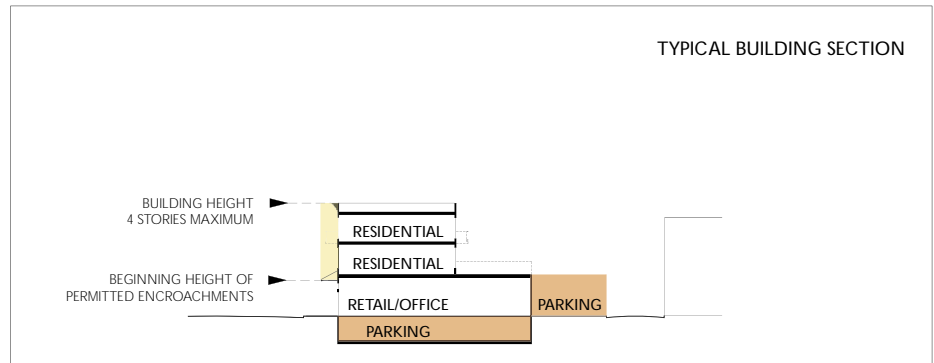 TYPICAL BUILDING SECTION
BUILDING HEIGHT
4 STORIES MAXIMUM
RESIDENTIAL
RESIDENTIAL
BEGINNING HEIGHT OF
PERMITTED ENCROACHMENTS
RETAIL/OFFICE
PARKING
PARKING